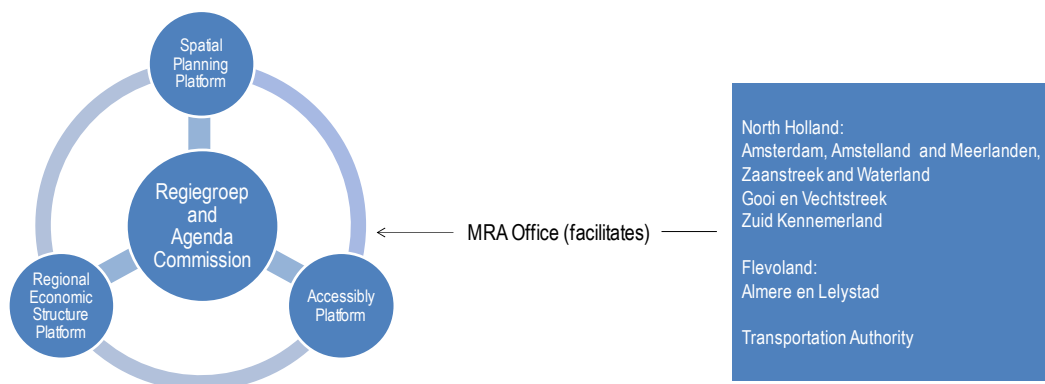 Spatial
Planning
Platform
Regiegroep
and
Agenda
Commission
Regional
Economic
Structure
Platform
Accessibly
Platform
MRA Office (facilitates)
North Holland:
Amsterdam, Amstelland and Meerlanden,
Zaanstreek and Waterland
Gooi en Vechtstreek
Zuid Kennemerland
Flevoland:
Almere en Lelystad
Transportation Authority